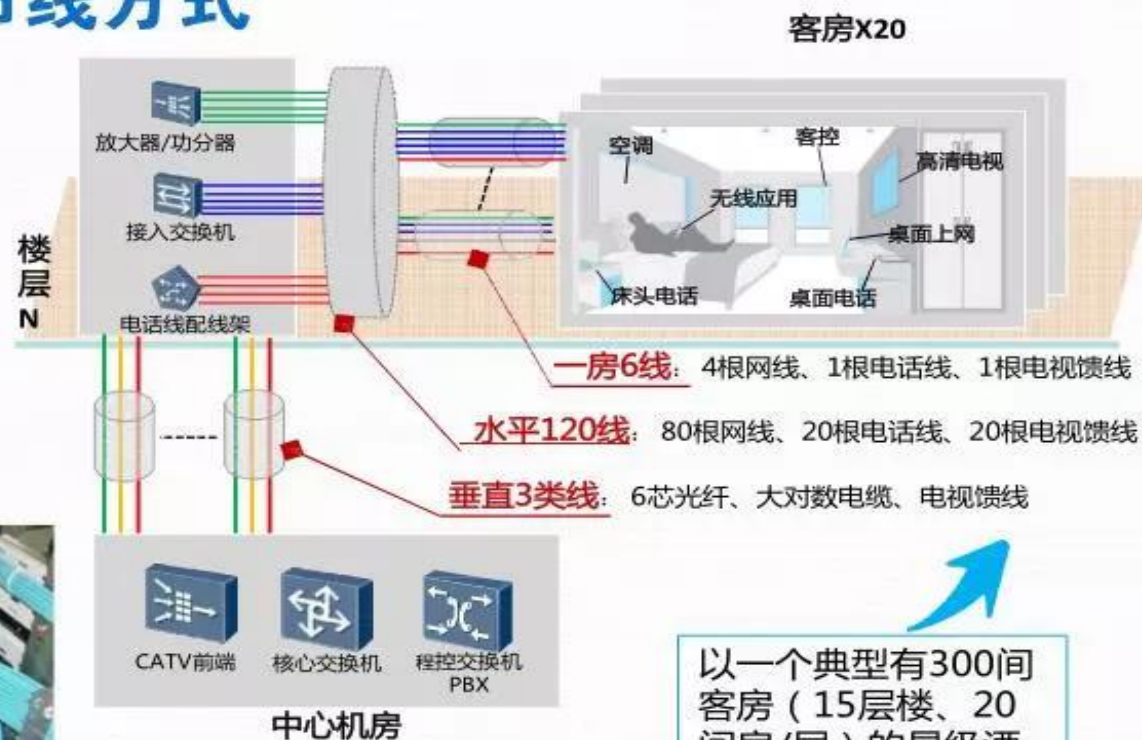 线方式
客房X20
放大器/功分器
接入交换机
电话线配线架
楼层N
空调
客控
高清电视
无线应用
桌面上网
床头电话
桌面电话
一房6线：4根网线、1根电话线、1根电视馈线
水平120线：80根网线、20根电话线、20根电视馈线
垂直3类线：6芯光纤、大对数电缆、电视馈线
CATV前端
核心交换机
程控交换机
PBX
中心机房
以一个典型有300间
客房（15层楼、20